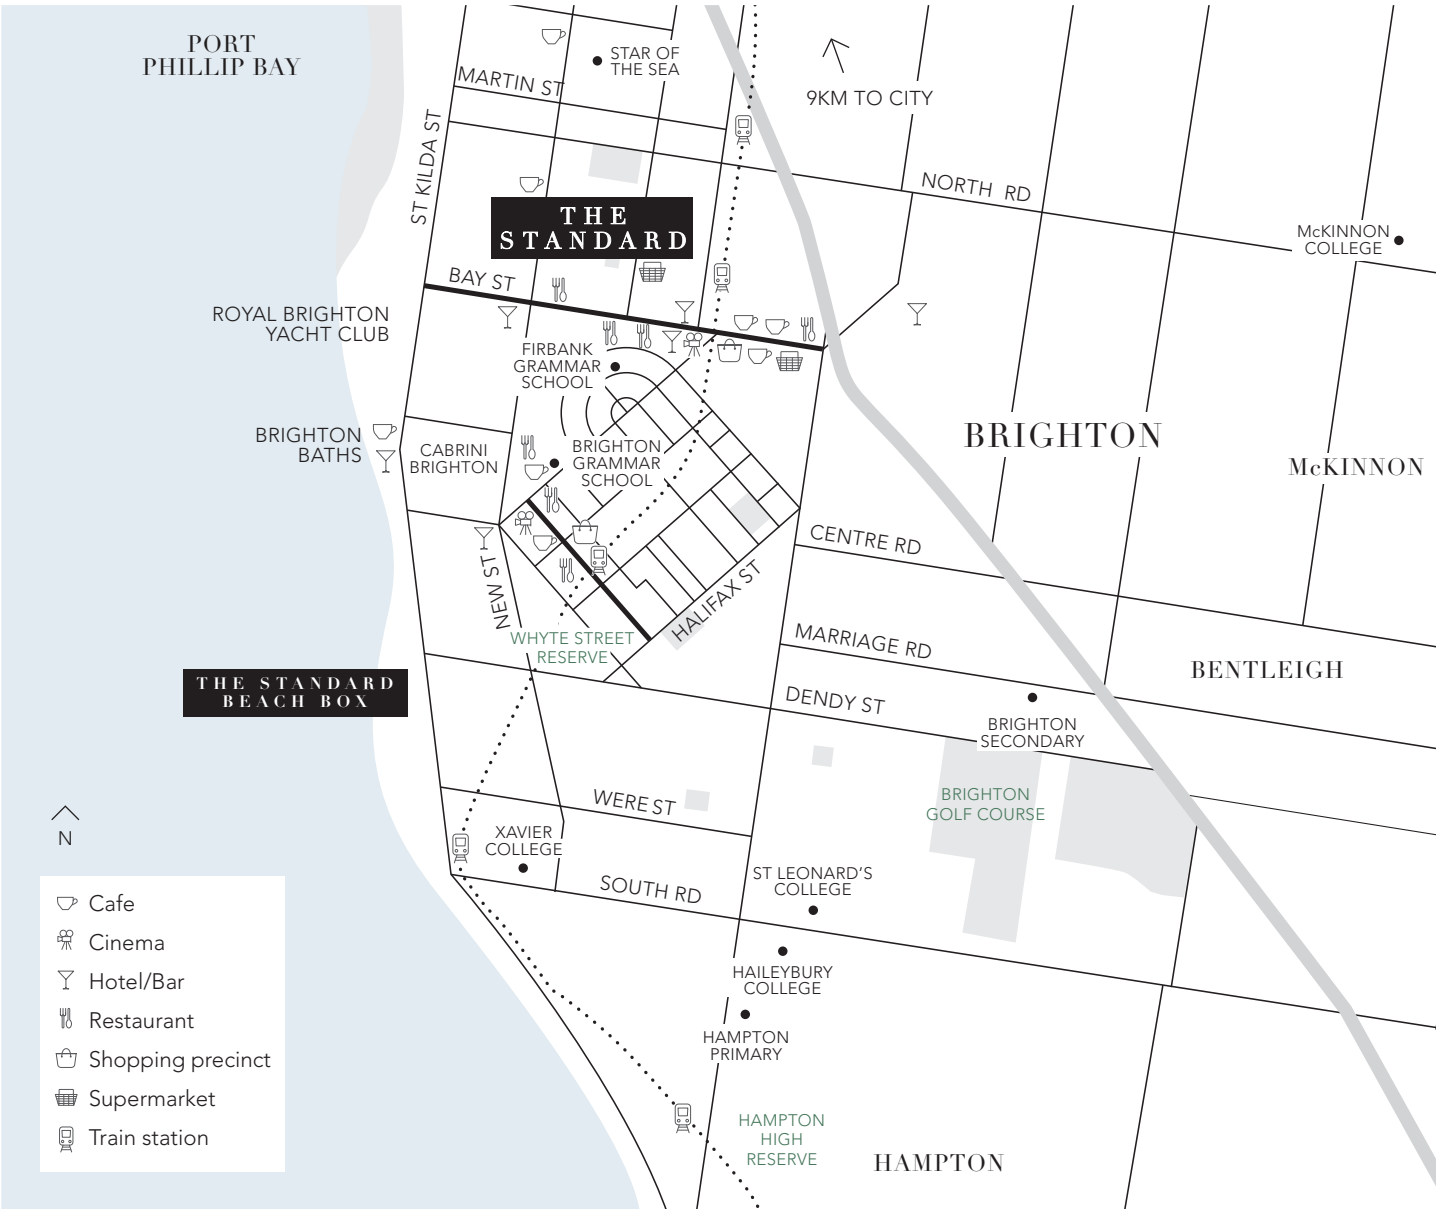 PORT
PHILLIP BAY
STAR OF
THE SEA
MARTIN ST
9KM TO CITY
ST KILDA ST
NORTH RD
THE
STANDARD
McKINNON
COLLEGE
BAY ST
ROYAL BRIGHTON
YACHT CLUB
FIRBANK
GRAMMAR
SCHOOL
BRIGHTON
BATHS
CABRINI
BRIGHTON
BRIGHTON
GRAMMAR
SCHOOL
BRIGHTON
McKINNON
CENTRE RD
NEW ST
HALIFAX ST
WHYTE STREET
RESERVE
MARRIAGE RD
BENTLEIGH
THE STANDARD
BEACH BOX
DENDY ST
BRIGHTON
SECONDARY
BRIGHTON
GOLF COURSE
WERE ST
N
XAVIER
COLLEGE
SOUTH RD
ST LEONARD'S
COLLEGE
HAILEYBURY
COLLEGE
HAMPTON
PRIMARY
HAMPTON
HIGH
RESERVE
HAMPTON
Cafe
Cinema
Hotel/Bar
Restaurant
Shopping precinct
Supermarket
Train station